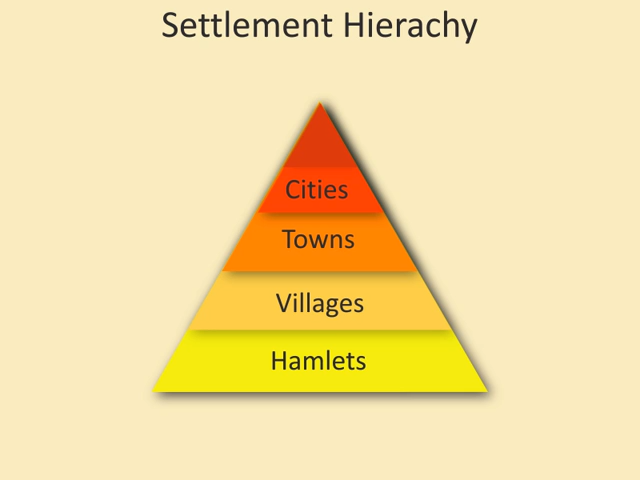 Settlement Hierachy
Cities
Towns
Villages
Hamlets